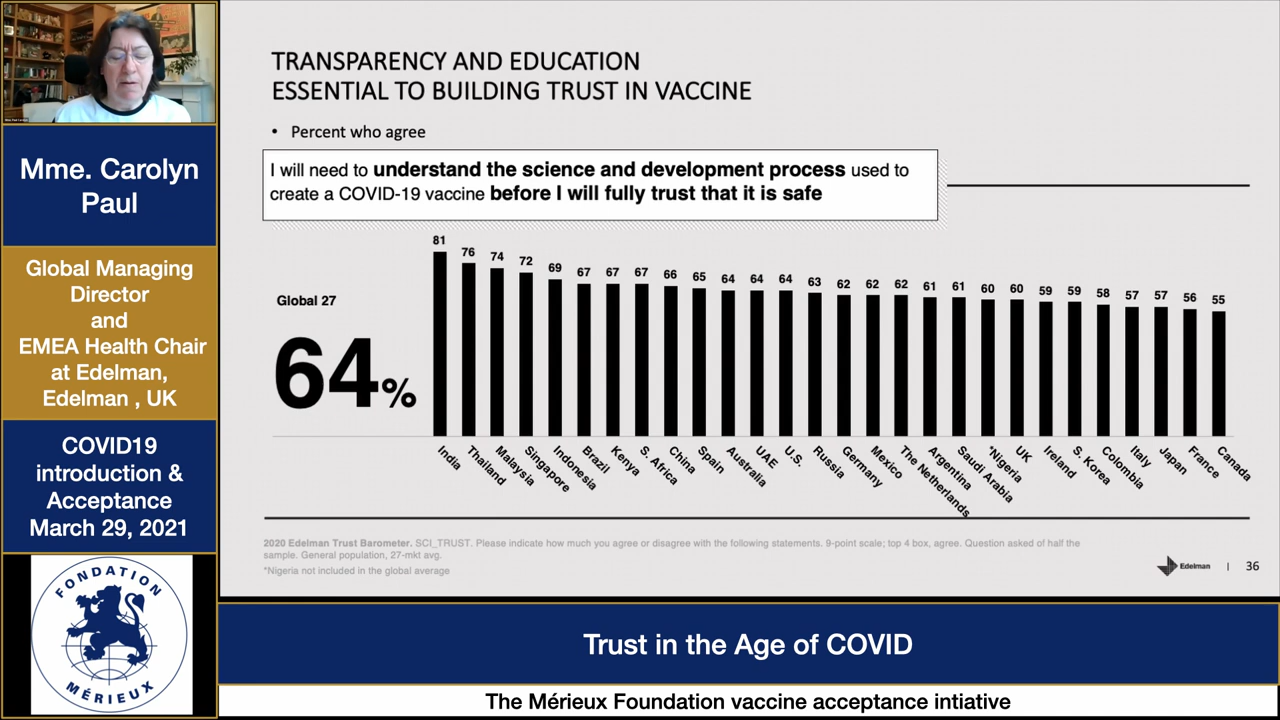 Mme. Carolyn
Paul
Global Managing
Director
and
EMEA Health Chair
at Edelman,
Edelman , UK
COVID19
introduction &
Acceptance
March 29, 2021
FONDATION
MÉRIEUX
TRANSPARENCY AND EDUCATION
ESSENTIAL TO BUILDING TRUST IN VACCINE
• Percent who agree
I will need to understand the science and development process used to
create a COVID-19 vaccine before I will fully trust that it is safe
Global 27
64%
81 76 74 72 69 67 67 67 66 65 64 64 64 63 62 62 62 61 61 60 60 59 59 58 57 57 56 55
India Thailand Malaysia Singapore Indonesia Brazil Kenya S. Africa China Spain Australia UAE U.S. Russia Germany Mexico The Netherlands Argentina Saudi Arabia *Nigeria UK Ireland S. Korea Colombia Italy Japan France Canada
2020 Edelman Trust Barometer. SCI_TRUST. Please indicate how much you agree or disagree with the following statements. 9-point scale; top 4 box, agree. Question asked of half the
sample. General population, 27-mkt avg.
*Nigeria not included in the global average
Edelman | 36
Trust in the Age of COVID
The Mérieux Foundation vaccine acceptance intiative